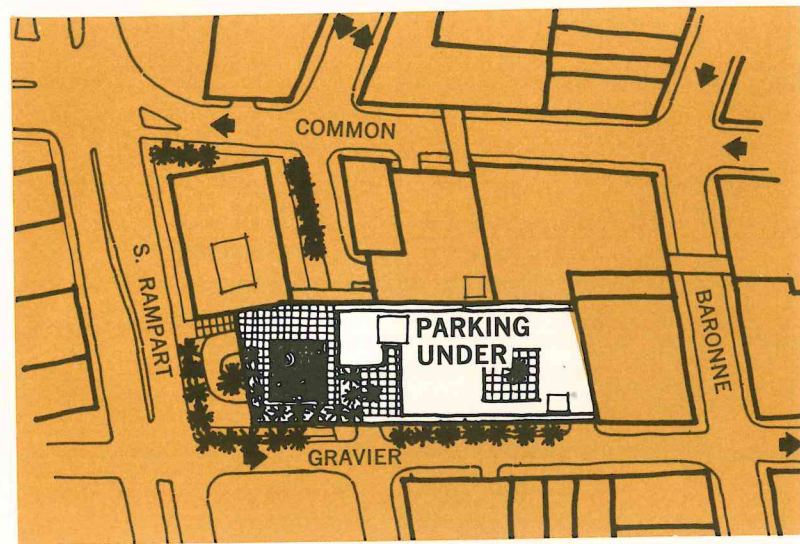 COMMON
S. RAMPART
PARKING
UNDER
BARONNE
GRAVIER